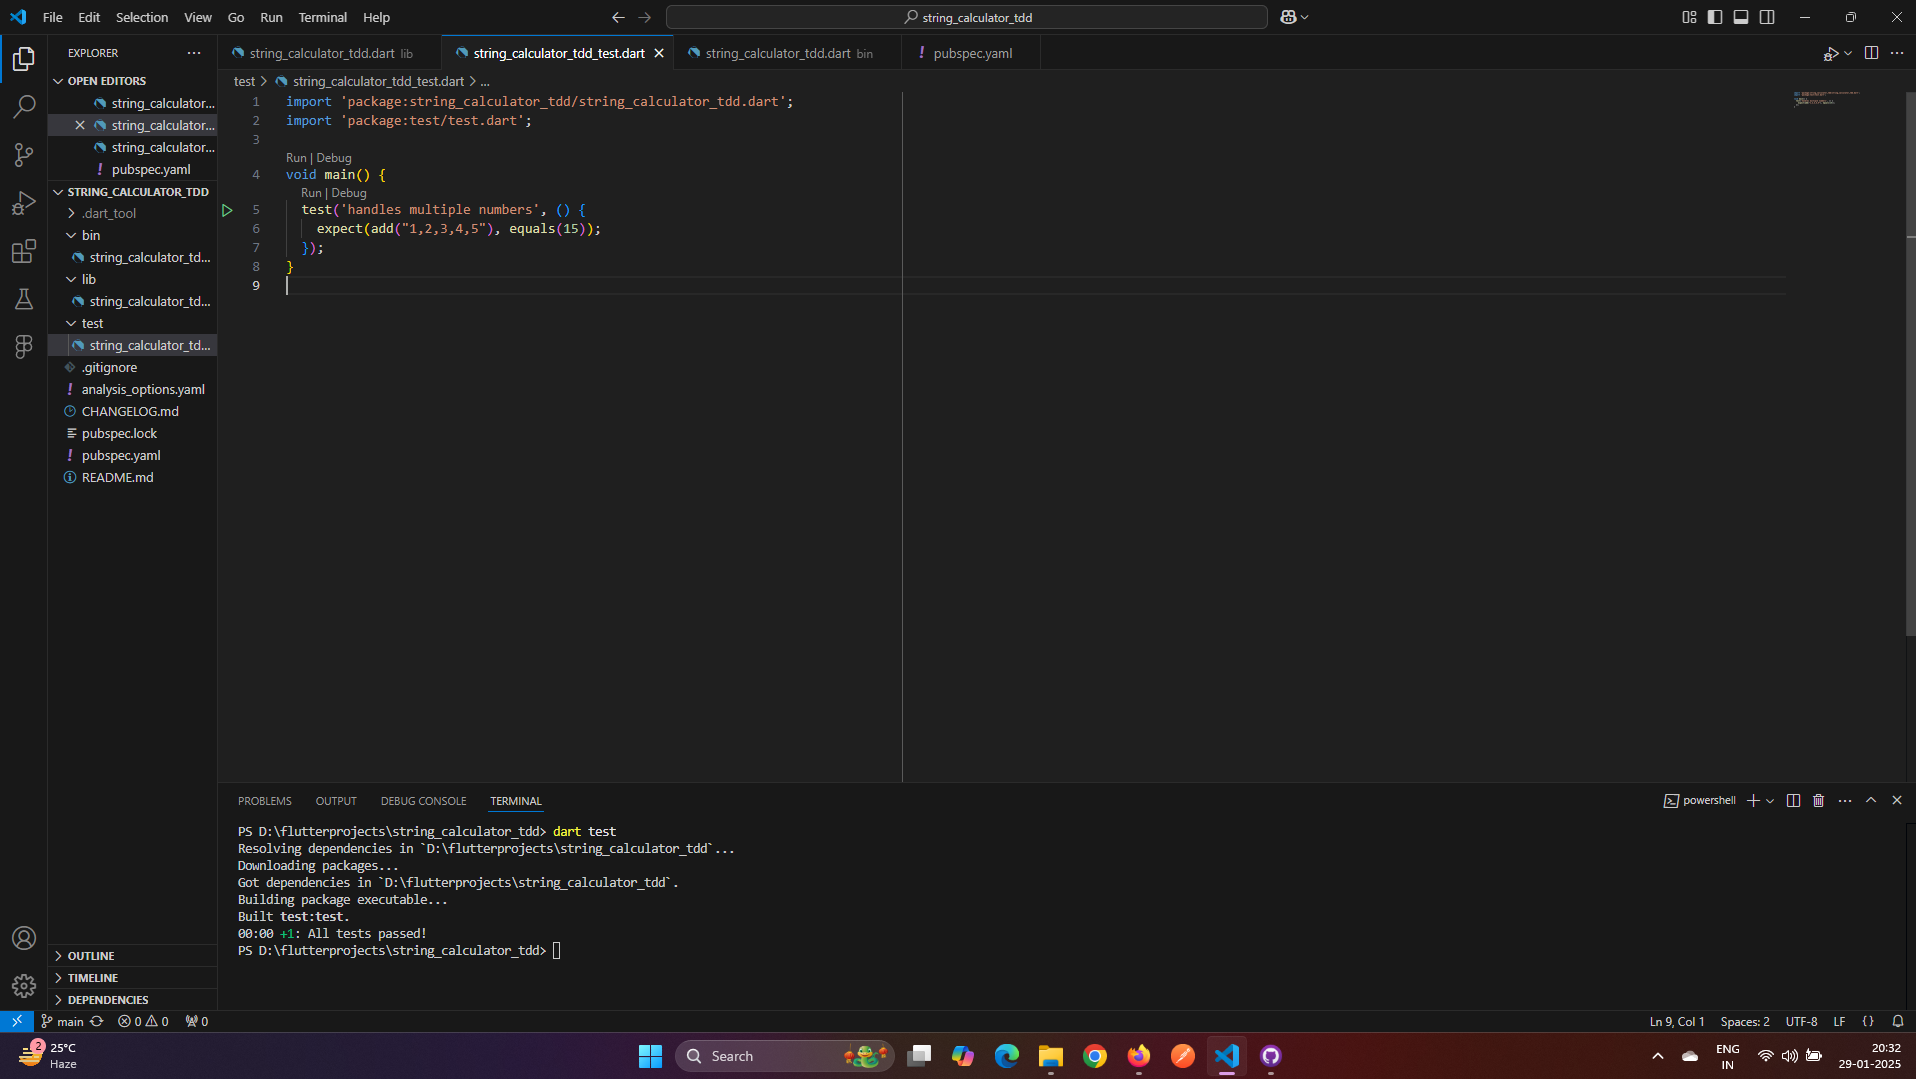 File Edit Selection View Go Run Terminal Help
string_calculator_tdd
EXPLORER
OPEN EDITORS
string_calculator...
string_calculator...
string_calculator...
pubspec.yaml
STRING_CALCULATOR_TDD
.dart_tool
bin
string_calculator_td...
lib
string_calculator_td...
test
string_calculator_td...
.gitignore
analysis_options.yaml
CHANGELOG.md
pubspec.lock
pubspec.yaml
README.md
OUTLINE
TIMELINE
DEPENDENCIES
string_calculator_tdd.dart lib
string_calculator_tdd_test.dart
string_calculator_tdd.dart bin
pubspec.yaml
test > string_calculator_tdd_test.dart > ...
1 import 'package:string_calculator_tdd/string_calculator_tdd.dart';
2 import 'package:test/test.dart';
3
Run | Debug
4 void main() {
Run | Debug
5 test('handles multiple numbers', () {
6 expect(add("1,2,3,4,5"), equals(15));
7 });
8 }
9
PROBLEMS OUTPUT DEBUG CONSOLE TERMINAL
powershell
PS D:\flutterprojects\string_calculator_tdd> dart test
Resolving dependencies in `D:\flutterprojects\string_calculator_tdd`...
Downloading packages...
Got dependencies in `D:\flutterprojects\string_calculator_tdd`.
Building package executable...
Built test:test.
00:00 +1: All tests passed!
PS D:\flutterprojects\string_calculator_tdd>
main 0 0 0
Ln 9, Col 1 Spaces: 2 UTF-8 LF {}
2
25°C
Haze
Search
ENG
IN
20:32
29-01-2025